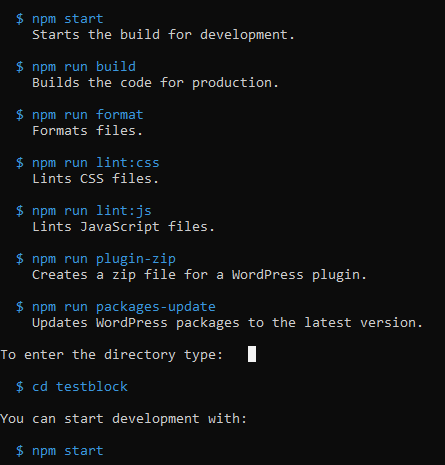 $ npm start
Starts the build for development.
$ npm run build
Builds the code for production.
$ npm run format
Formats files.
$ npm run lint:css
Lints CSS files.
$ npm run lint:js
Lints JavaScript files.
$ npm run plugin-zip
Creates a zip file for a WordPress plugin.
$ npm run packages-update
Updates WordPress packages to the latest version.
To enter the directory type:
$ cd testblock
You can start development with:
$ npm start